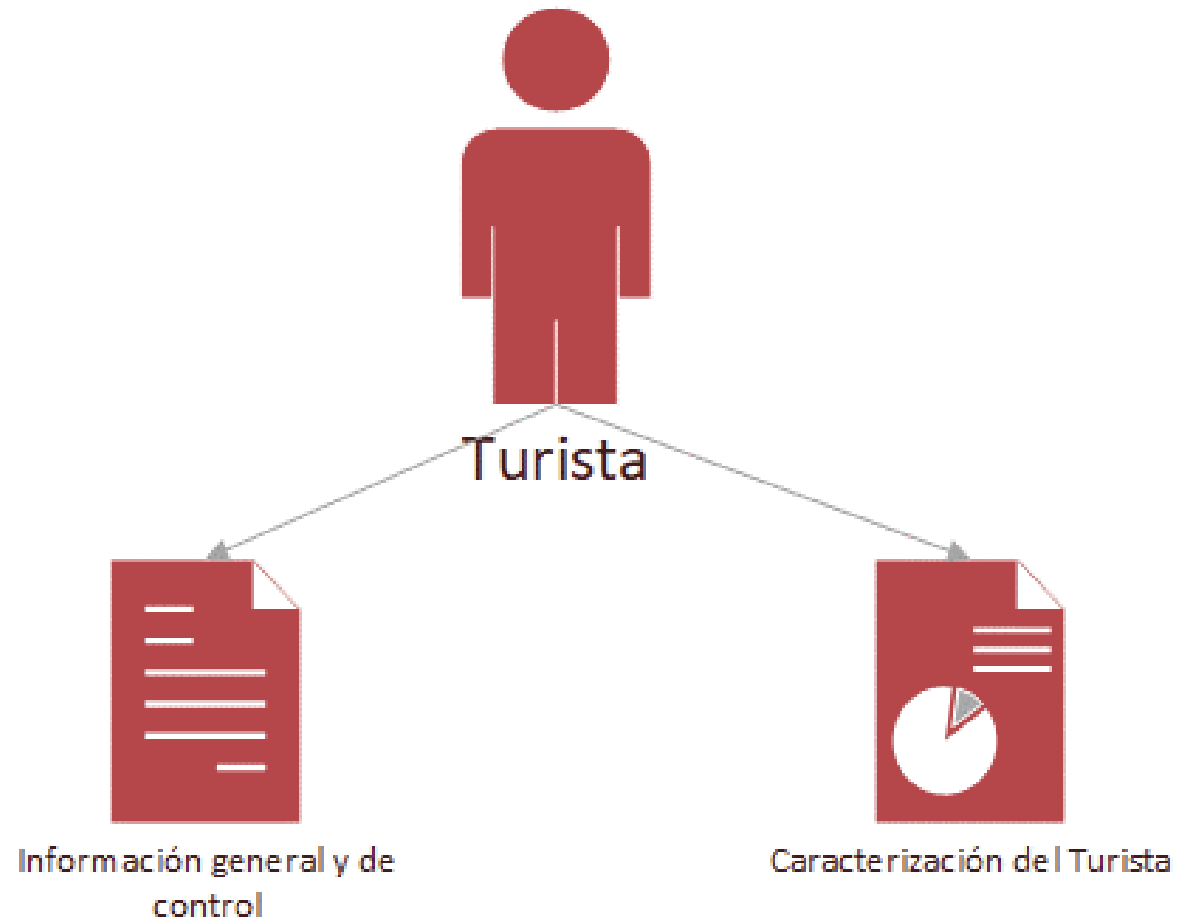 Turista
Información general y de
control
Caracterización del Turista